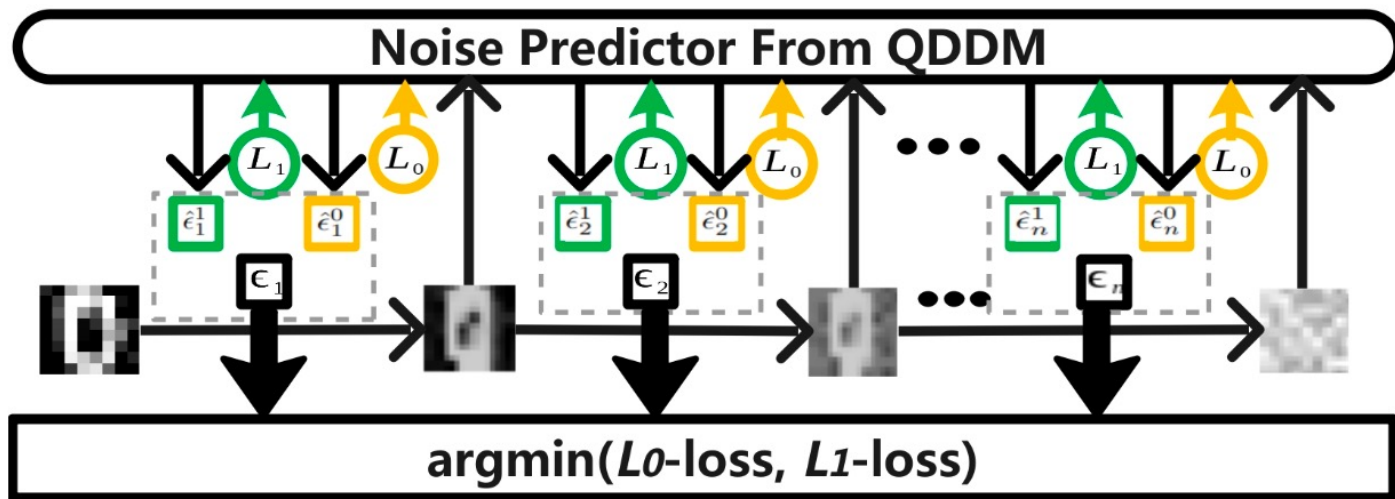 Noise Predictor From QDDM
L₁ L₀ L₁ L₀ ••• L₁ L₀
ε̂₁¹ ε̂₁⁰ ε̂₂¹ ε̂₂⁰ ε̂ₙ¹ ε̂ₙ⁰
ϵ₁ ϵ₂ ••• ϵₙ
argmin(L0-loss, L1-loss)